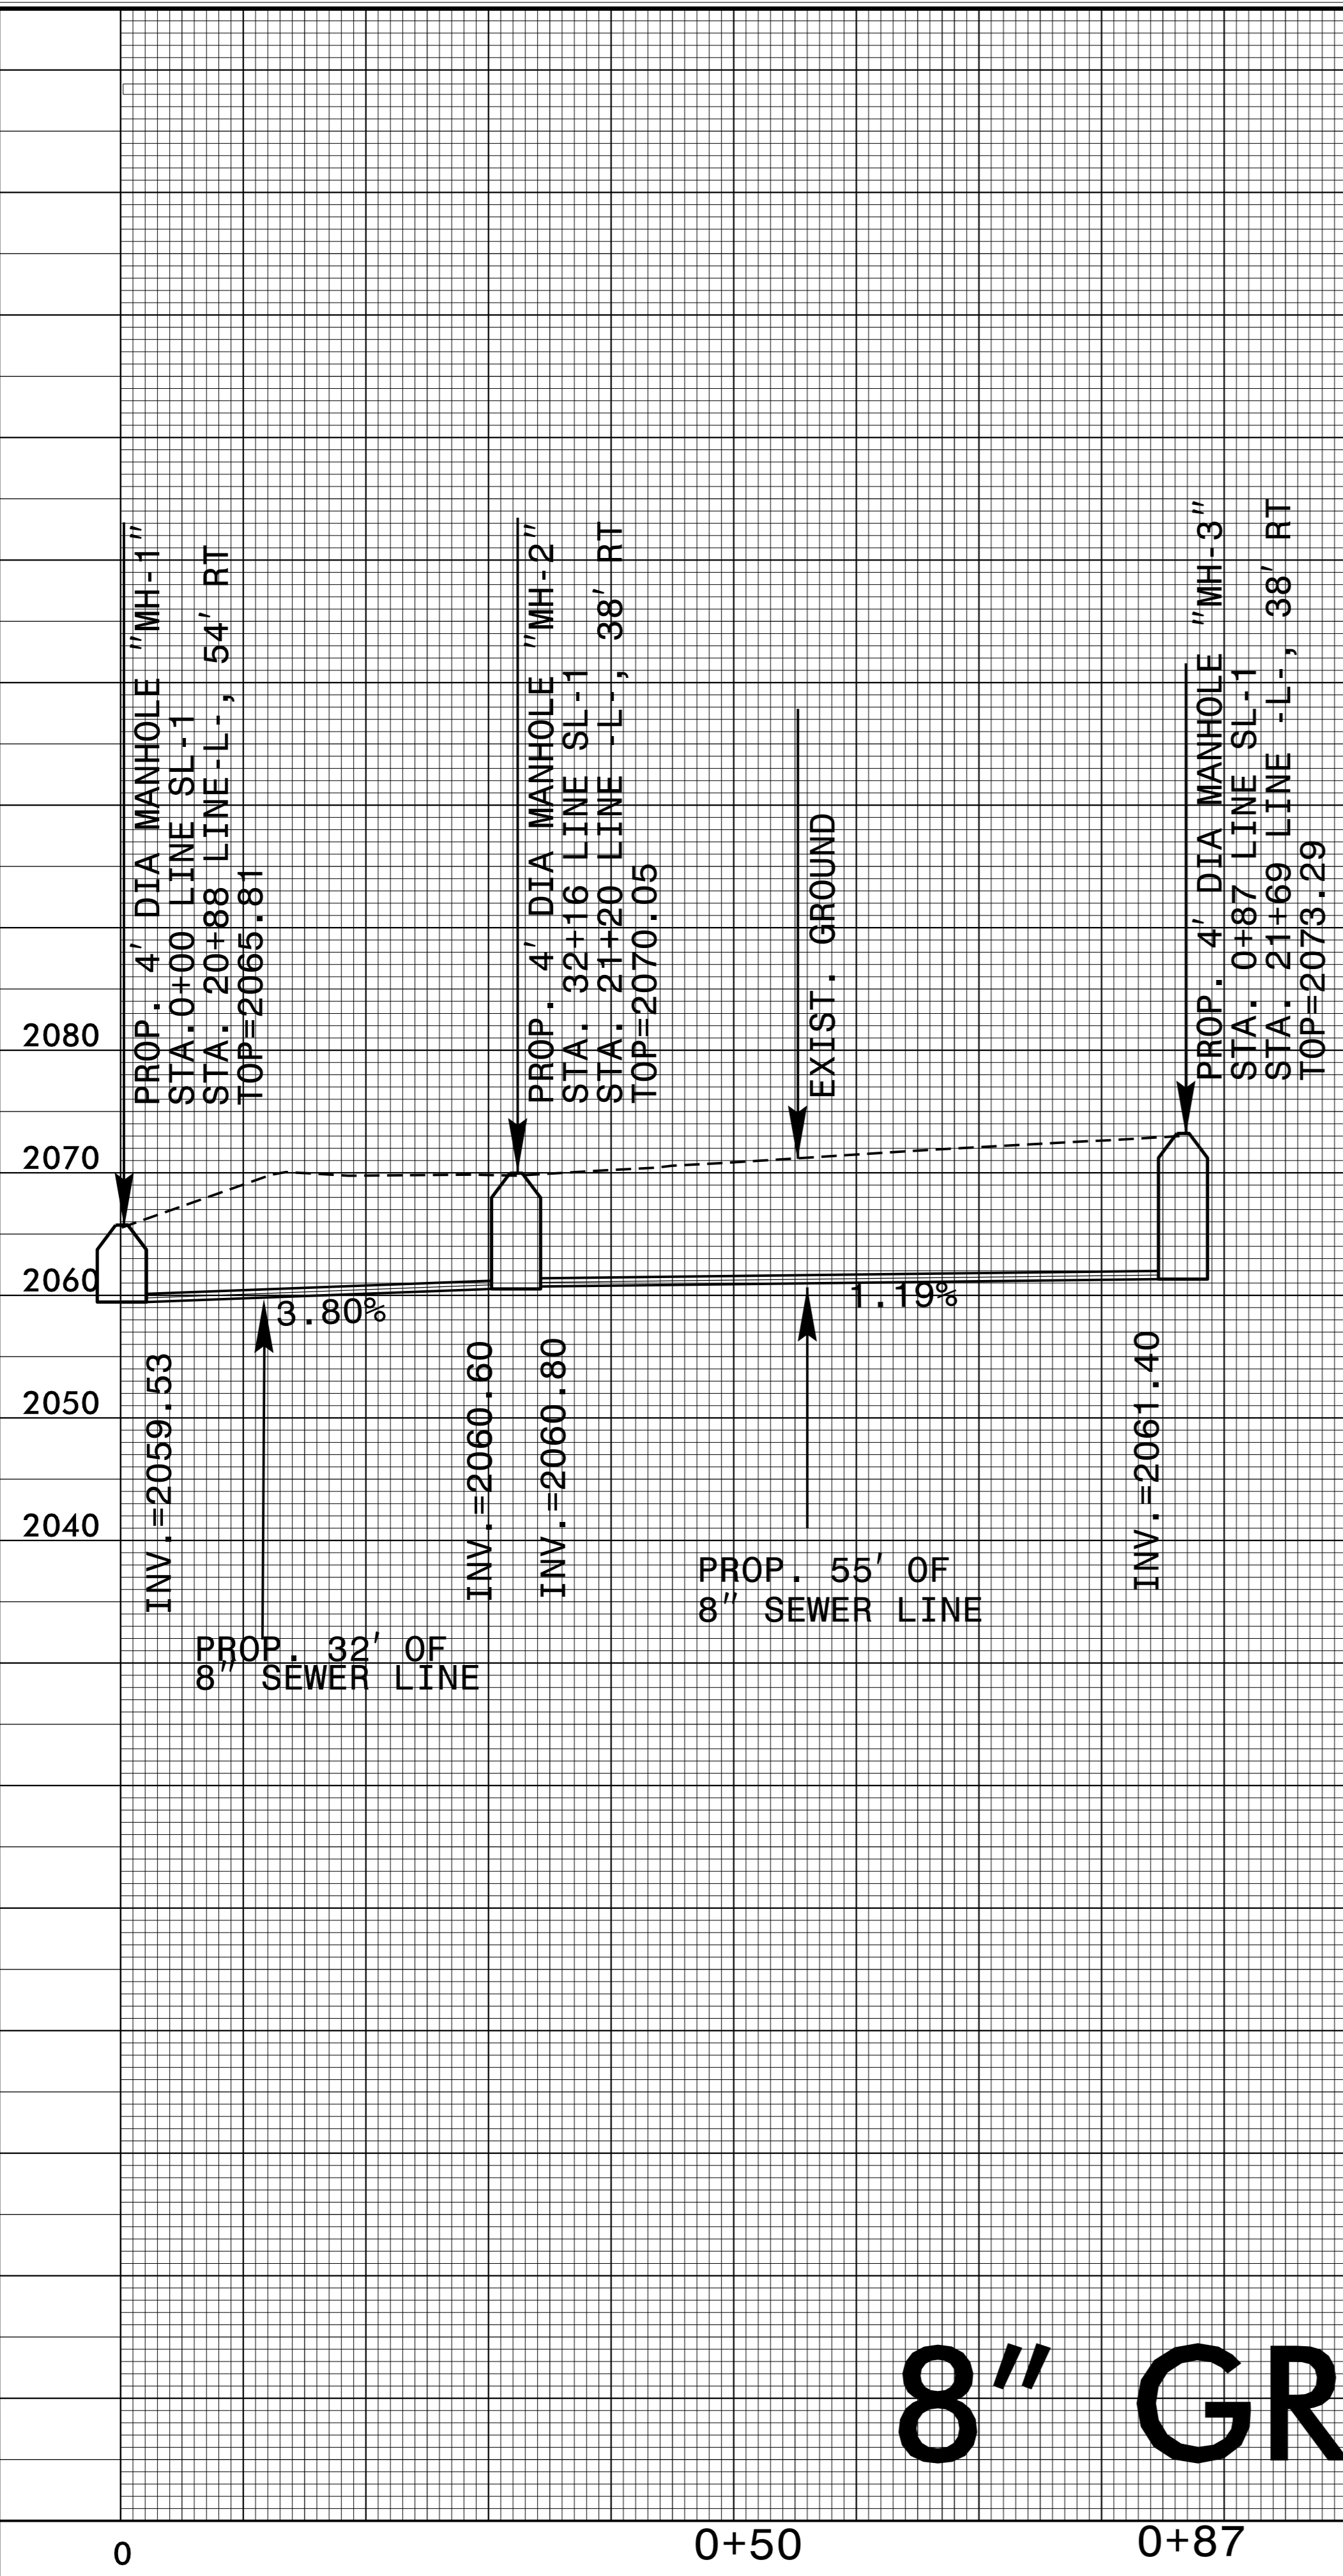 PROP. 4' DIA MANHOLE "MH-1"
STA.0+00 LINE SL-1
STA. 20+88 LINE-L-, 54' RT
TOP=2065.81
PROP. 4' DIA MANHOLE "MH-2"
STA. 32+16 LINE SL-1
STA. 21+20 LINE -L-, 38' RT
TOP=2070.05
EXIST. GROUND
PROP. 4' DIA MANHOLE "MH-3"
STA. 0+87 LINE SL-1
STA. 21+69 LINE -L-, 38' RT
TOP=2073.29
2080
2070
2060
2050
2040
3.80%
1.19%
INV.=2059.53
INV.=2060.60
INV.=2060.80
INV.=2061.40
PROP. 32' OF
8" SEWER LINE
PROP. 55' OF
8" SEWER LINE
8" GR
0
0+50
0+87